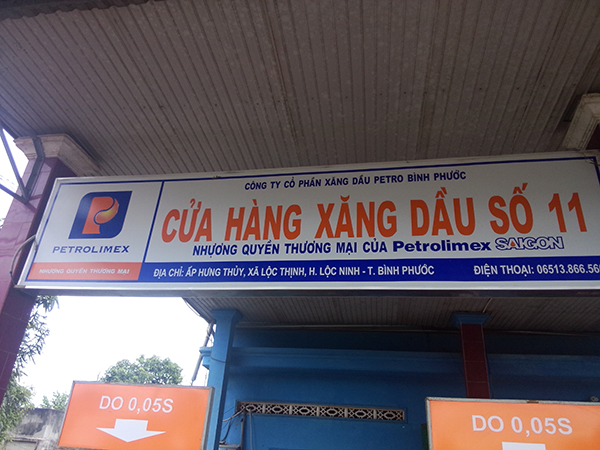 CÔNG TY CỔ PHẦN XĂNG DẦU PETRO BÌNH PHƯỚC
CỬA HÀNG XĂNG DẦU SỐ 11
NHƯỢNG QUYỀN THƯƠNG MẠI CỦA Petrolimex SAIGON
PETROLIMEX
NHƯỢNG QUYỀN THƯƠNG MẠI
ĐỊA CHỈ: ẤP HƯNG THỦY, XÃ LỘC THỊNH, H. LỘC NINH - T. BÌNH PHƯỚC
ĐIỆN THOẠI: 06513.866.56
DO 0,05S
DO 0,05S